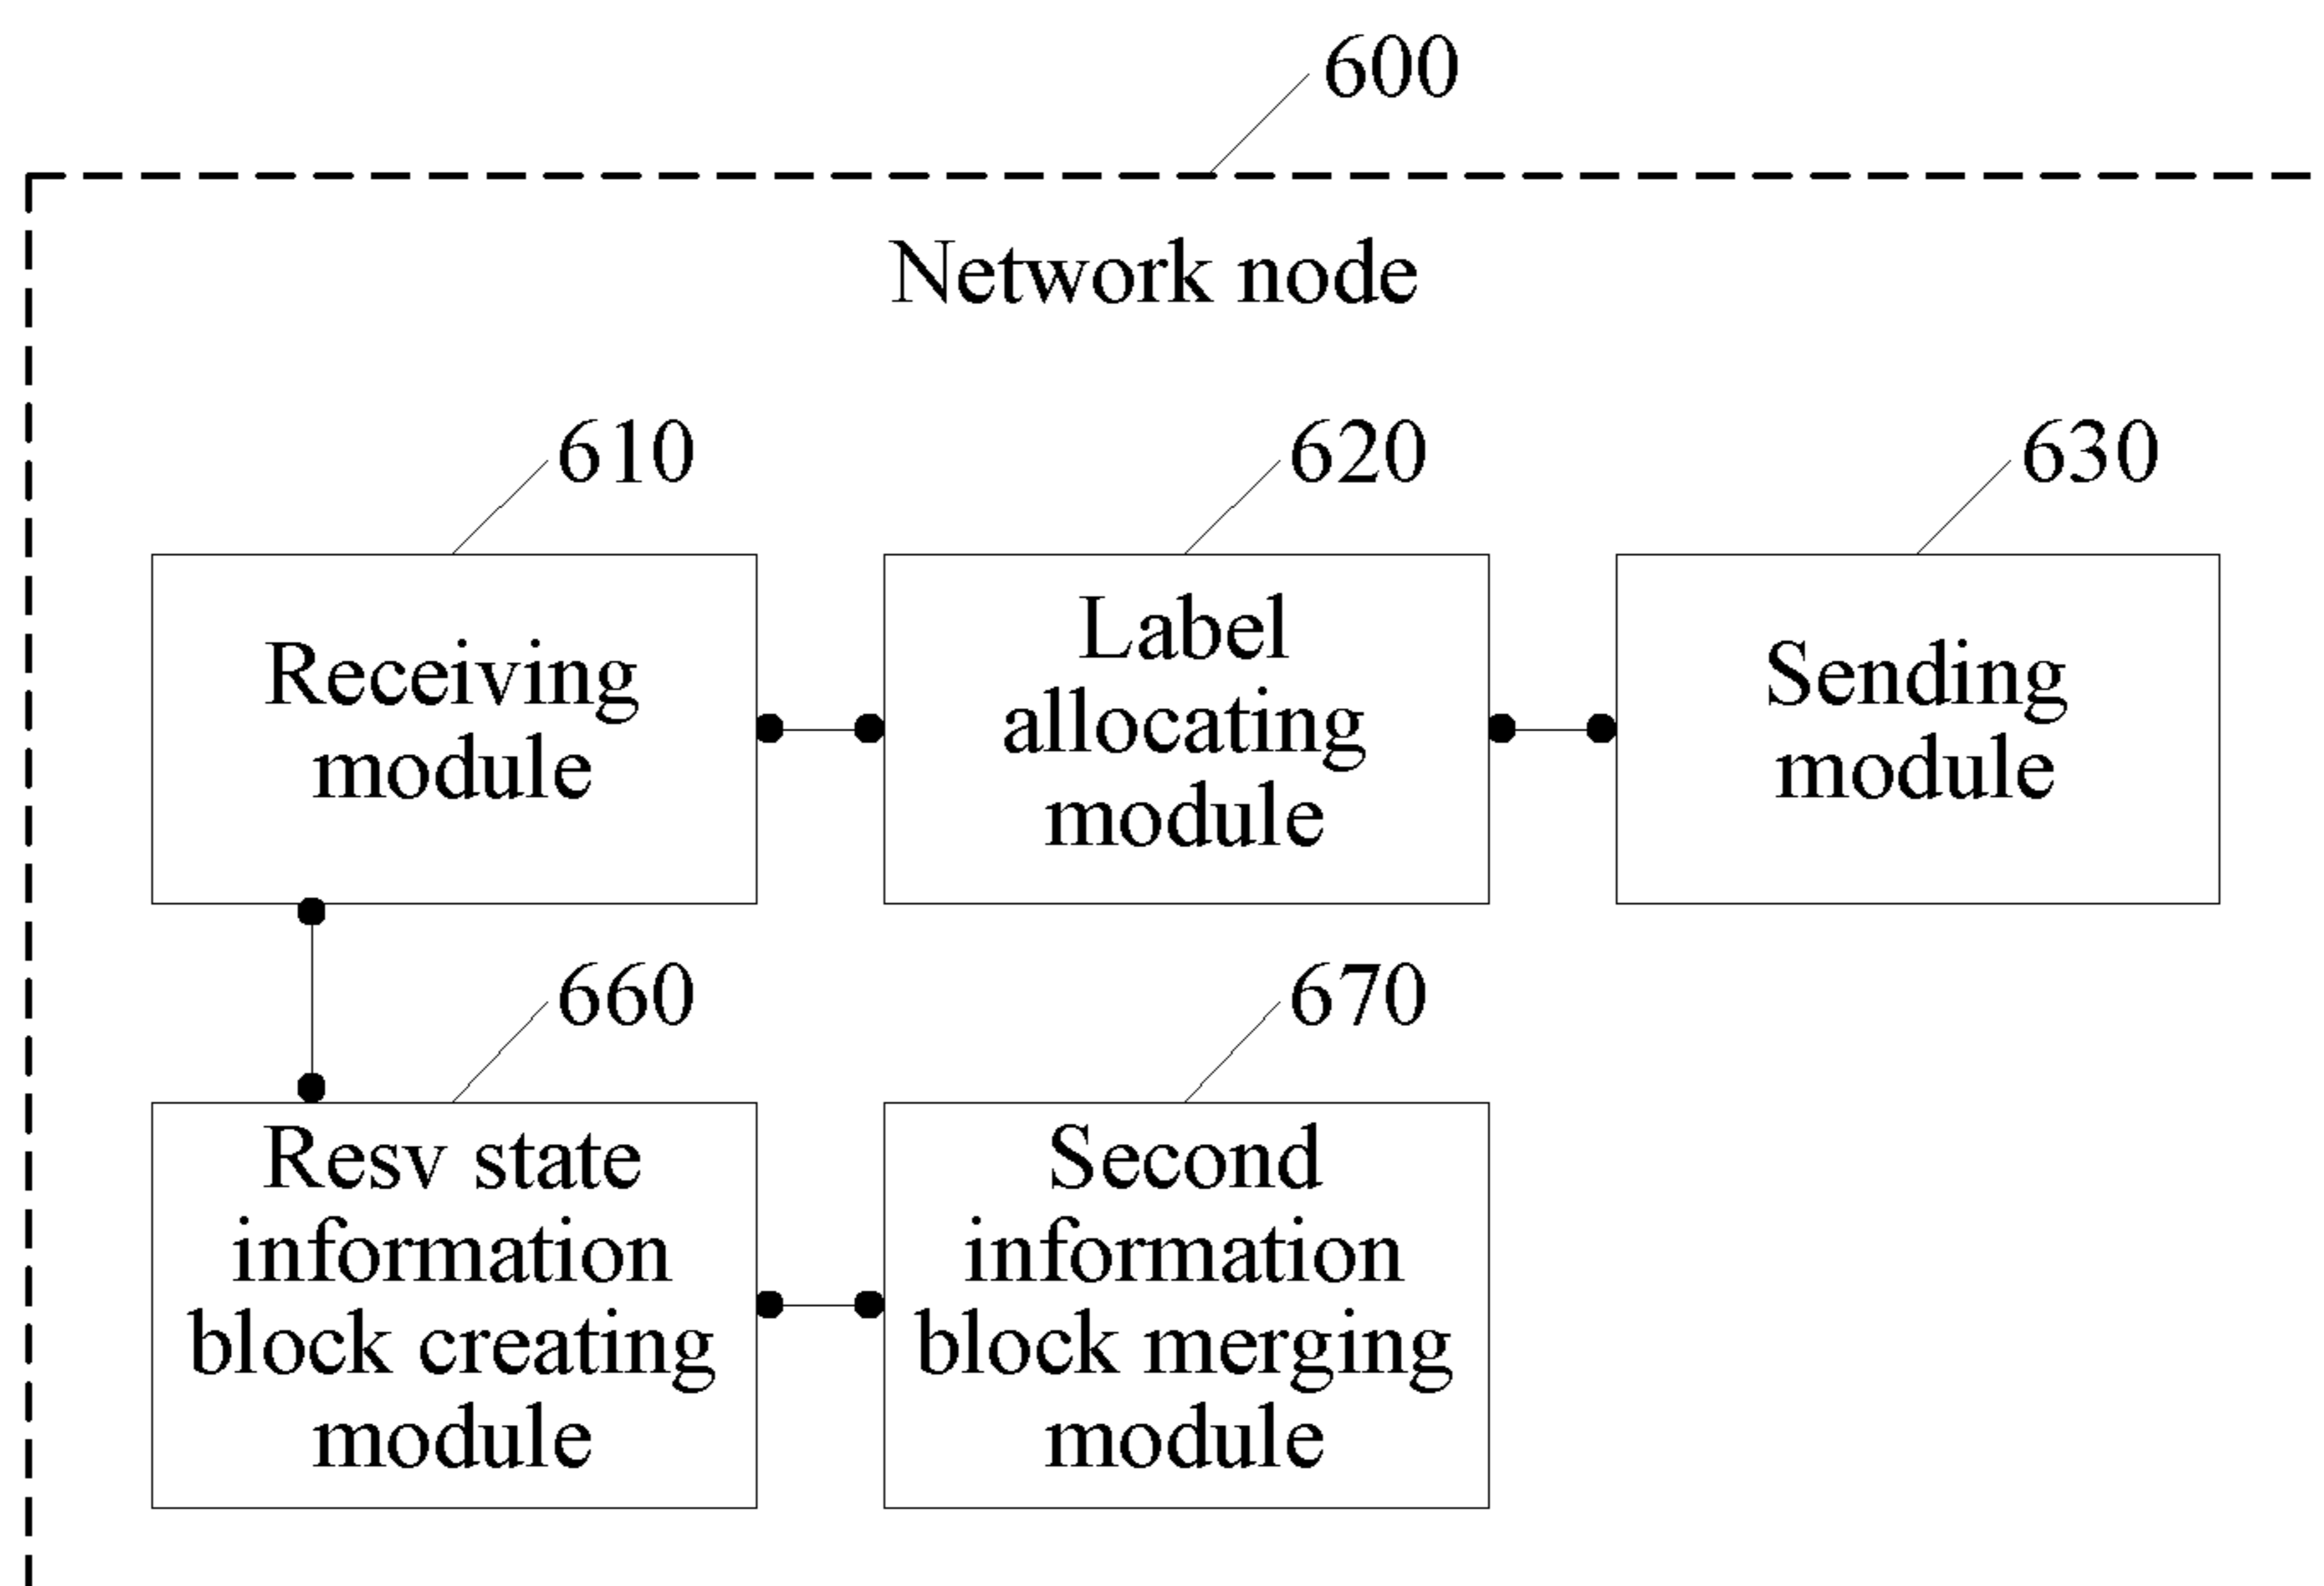 600
Network node
610
620
630
Receiving
module
Label
allocating
module
Sending
module
660
670
Resv state
information
block creating
module
Second
information
block merging
module